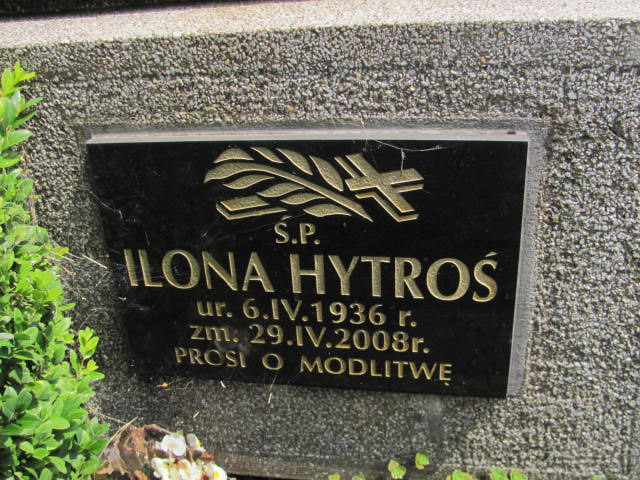 Ś.P.
ILONA HYTROŚ
ur. 6.IV.1936 r.
zm. 29.IV.2008r.
PROSI O MODLITWĘ